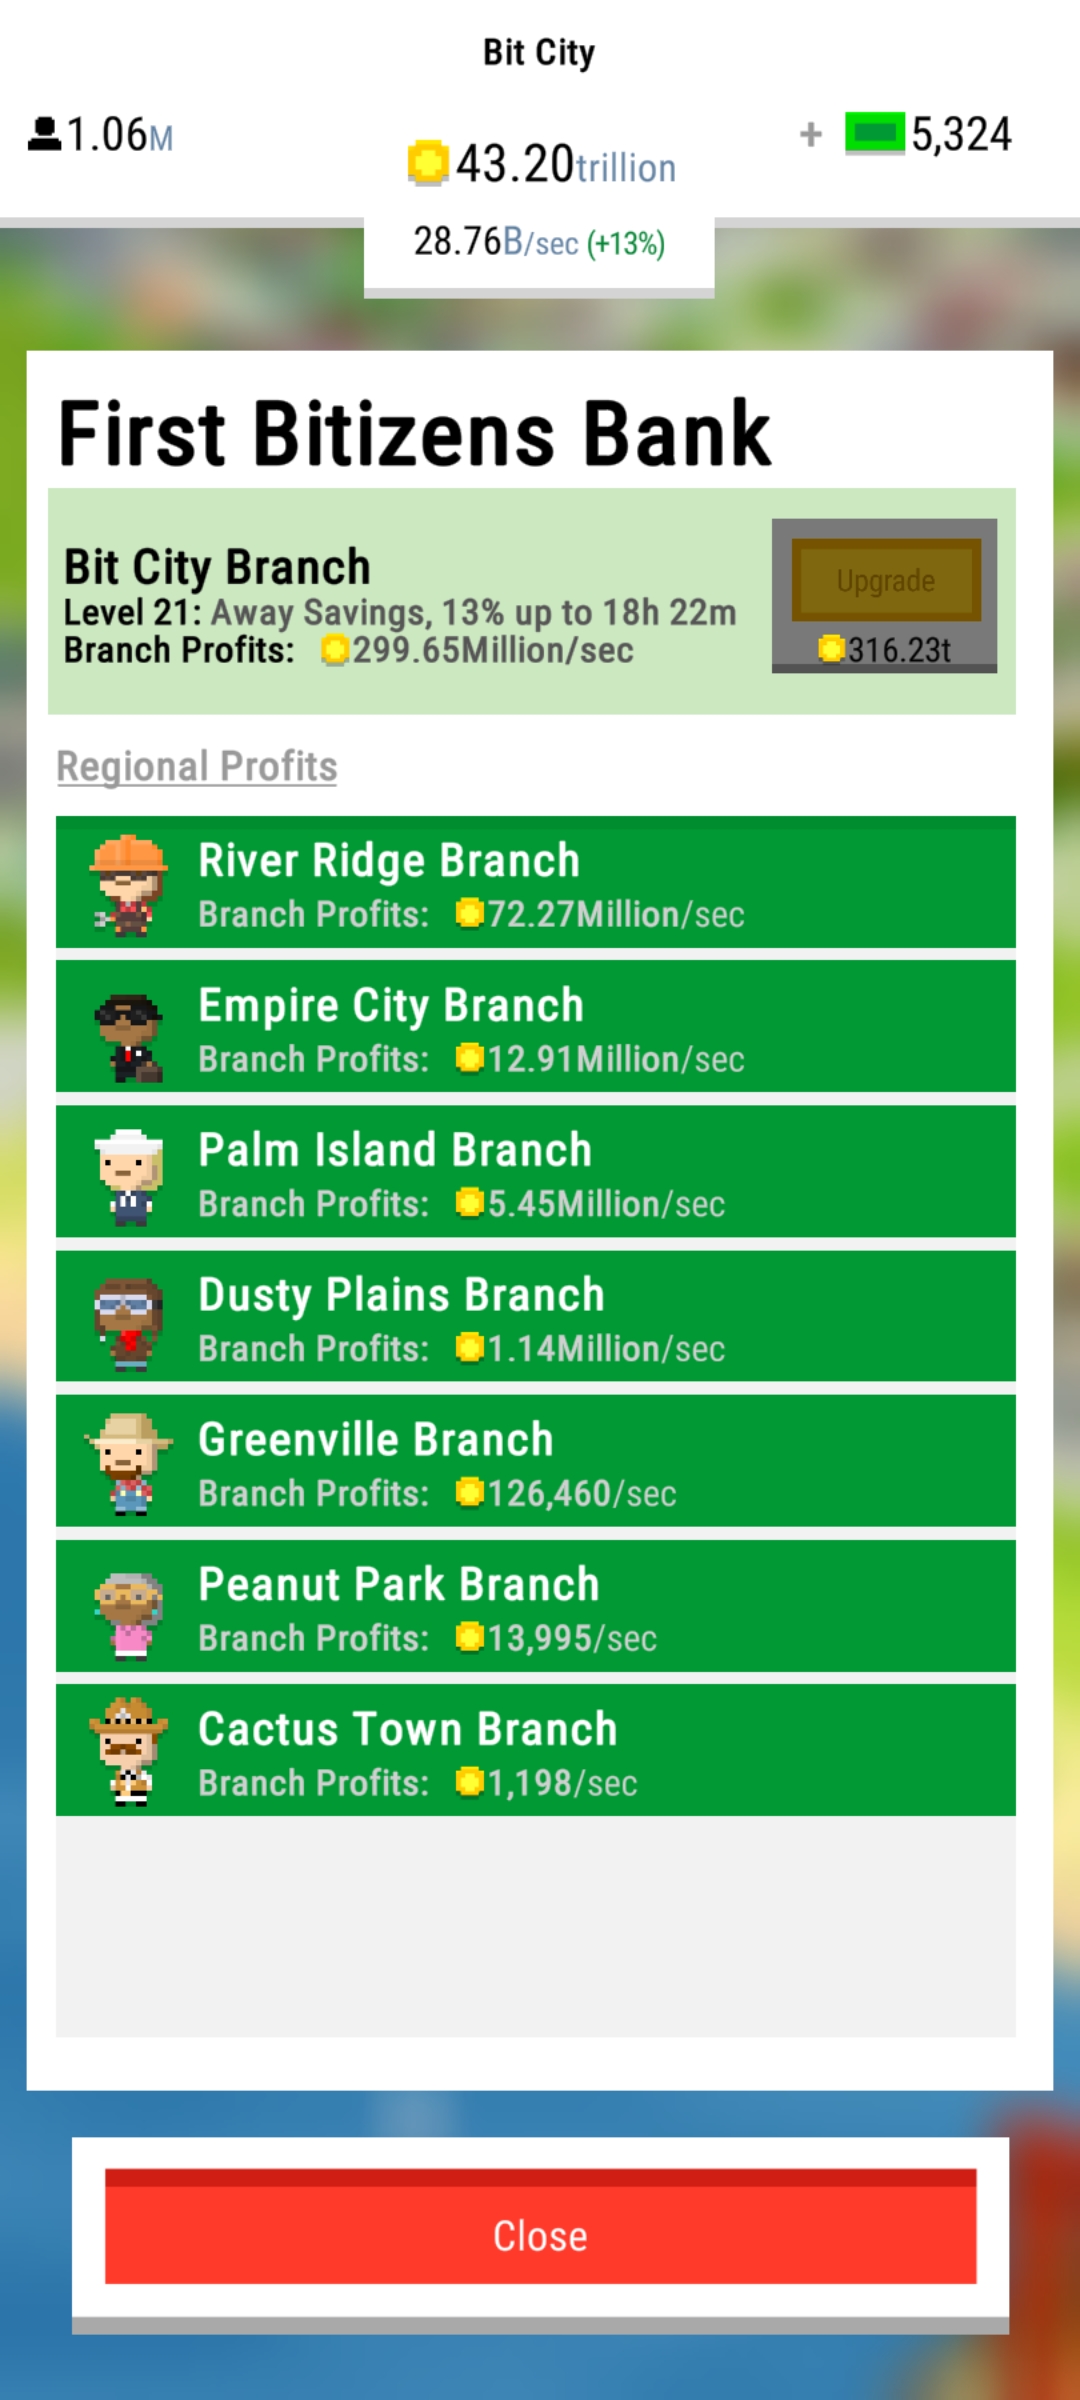 Bit City
1.06M
43.20trillion
+ 5,324
28.76B/sec (+13%)
First Bitizens Bank
Bit City Branch
Level 21: Away Savings, 13% up to 18h 22m
Branch Profits: 299.65Million/sec
Upgrade
316.23t
Regional Profits
River Ridge Branch
Branch Profits: 72.27Million/sec
Empire City Branch
Branch Profits: 12.91Million/sec
Palm Island Branch
Branch Profits: 5.45Million/sec
Dusty Plains Branch
Branch Profits: 1.14Million/sec
Greenville Branch
Branch Profits: 126,460/sec
Peanut Park Branch
Branch Profits: 13,995/sec
Cactus Town Branch
Branch Profits: 1,198/sec
Close